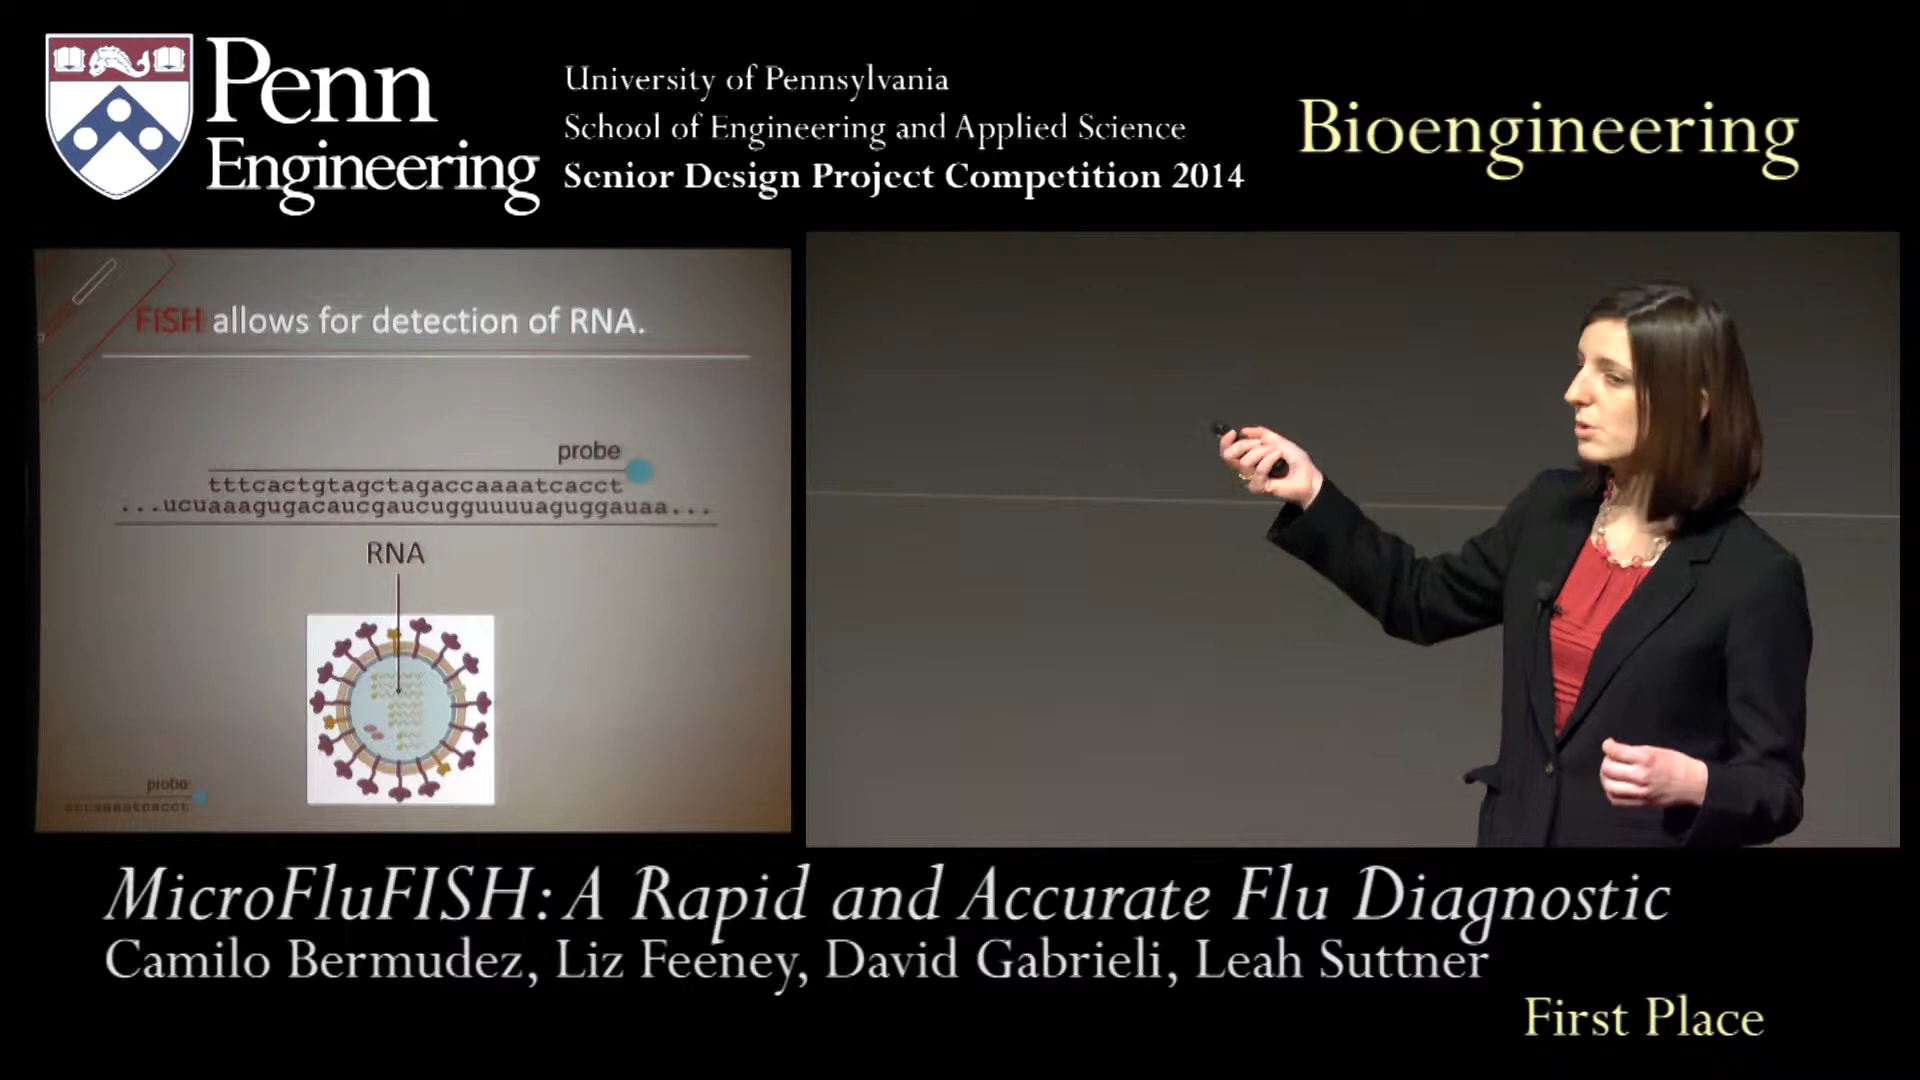 Penn
Engineering
University of Pennsylvania
School of Engineering and Applied Science
Senior Design Project Competition 2014
Bioengineering
FISH allows for detection of RNA.
probe
tttcactgtagctagaccaaaatcacct
...ucuaaagugacaucgaucugguuuuaguggauaa...
RNA
probe
MicroFluFISH: A Rapid and Accurate Flu Diagnostic
Camilo Bermudez, Liz Feeney, David Gabrieli, Leah Suttner
First Place